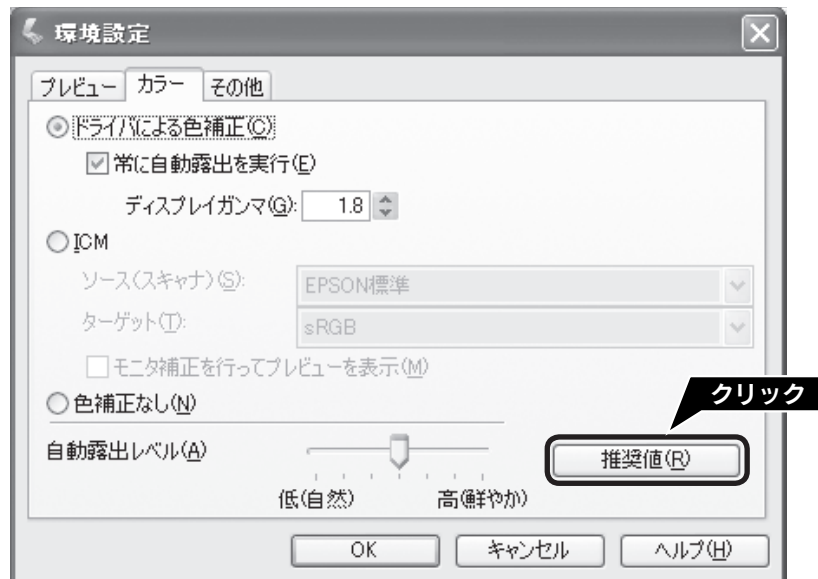 環境設定
プレビュー カラー その他
ドライバによる色補正(C)
常に自動露出を実行(E)
ディスプレイガンマ(G): 1.8
ICM
ソース(スキャナ)(S): EPSON標準
ターゲット(T): sRGB
モニタ補正を行ってプレビューを表示(M)
色補正なし(N)
クリック
自動露出レベル(A)
推奨値(R)
低(自然) 高(鮮やか)
OK キャンセル ヘルプ(H)